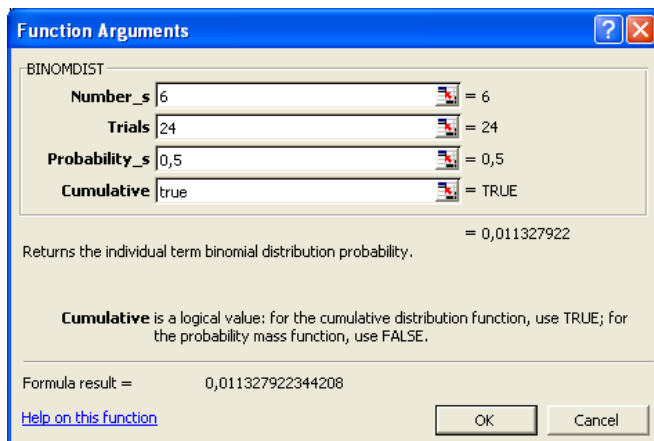 Function Arguments
BINOMDIST
Number_s 6 = 6
Trials 24 = 24
Probability_s 0,5 = 0,5
Cumulative true = TRUE
= 0,011327922
Returns the individual term binomial distribution probability.
Cumulative is a logical value: for the cumulative distribution function, use TRUE; for
the probability mass function, use FALSE.
Formula result = 0,011327922344208
Help on this function OK Cancel